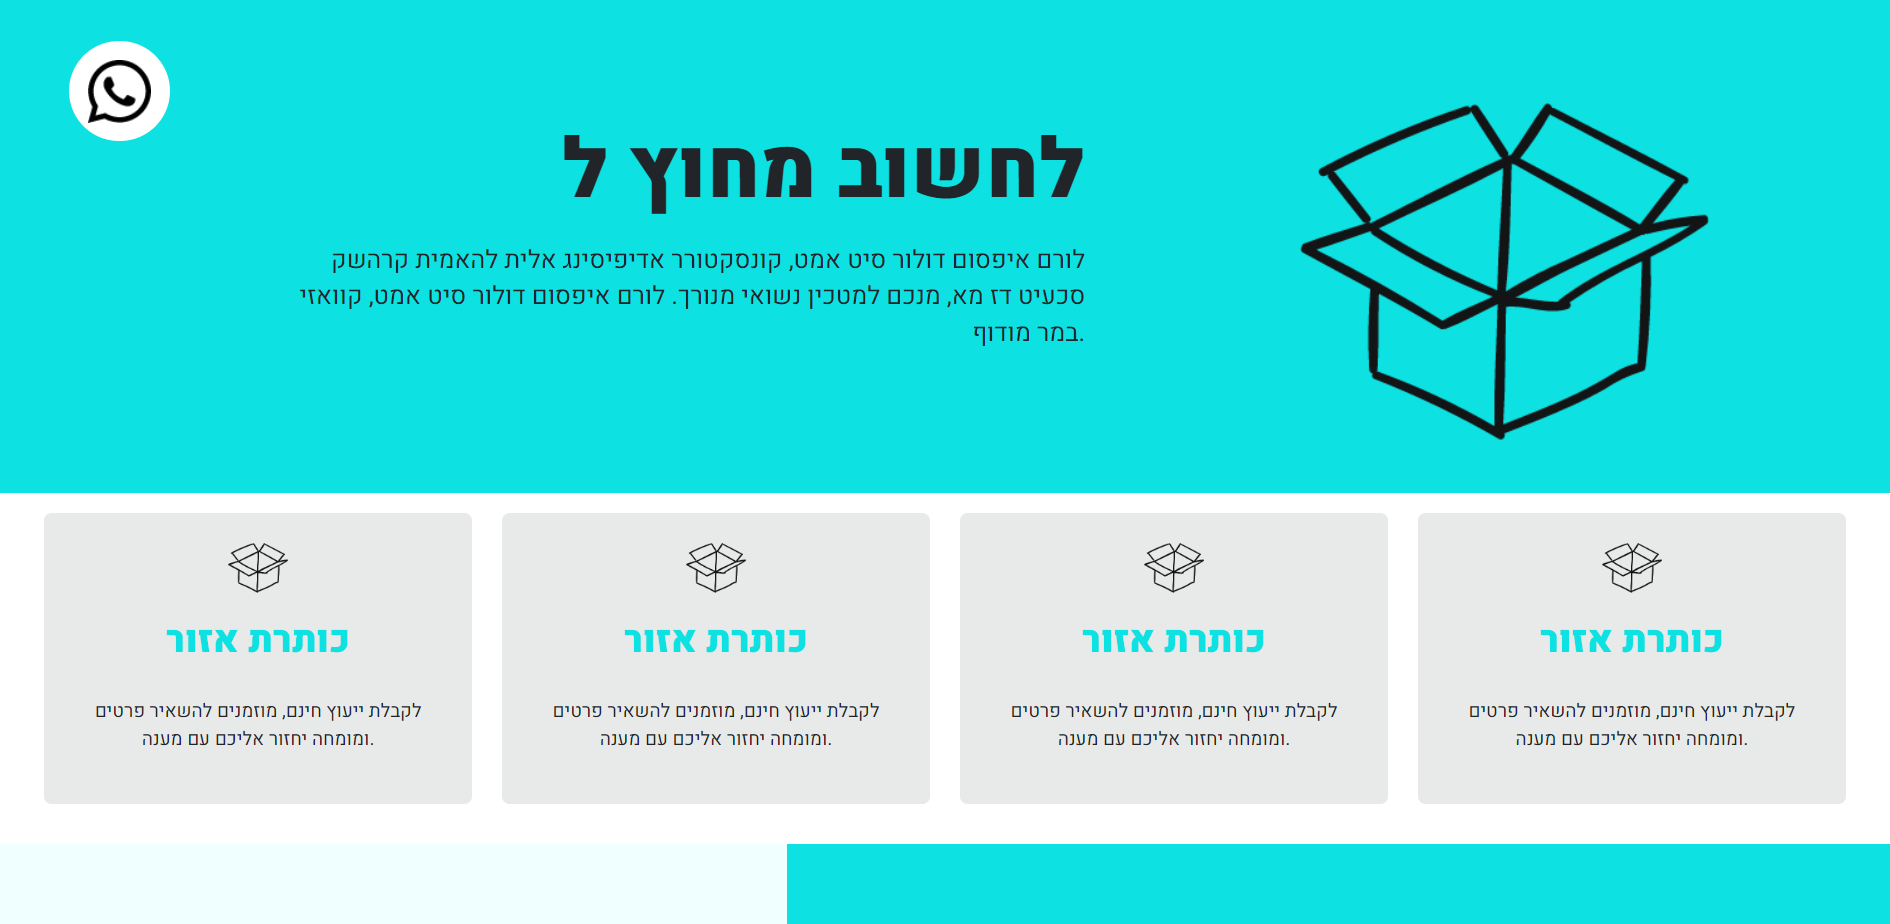 לחשוב מחוץ ל
לורם איפסום דולור סיט אמט, קונסקטורר אדיפיסינג אלית להאמית קרהשק
סכעיט דז מא, מנכם למטכין נשואי מנורך. לורם איפסום דולור סיט אמט, קוואזי
במר מודוף.
כותרת אזור
לקבלת ייעוץ חינם, מוזמנים להשאיר פרטים
ומומחה יחזור אליכם עם מענה.
כותרת אזור
לקבלת ייעוץ חינם, מוזמנים להשאיר פרטים
ומומחה יחזור אליכם עם מענה.
כותרת אזור
לקבלת ייעוץ חינם, מוזמנים להשאיר פרטים
ומומחה יחזור אליכם עם מענה.
כותרת אזור
לקבלת ייעוץ חינם, מוזמנים להשאיר פרטים
ומומחה יחזור אליכם עם מענה.